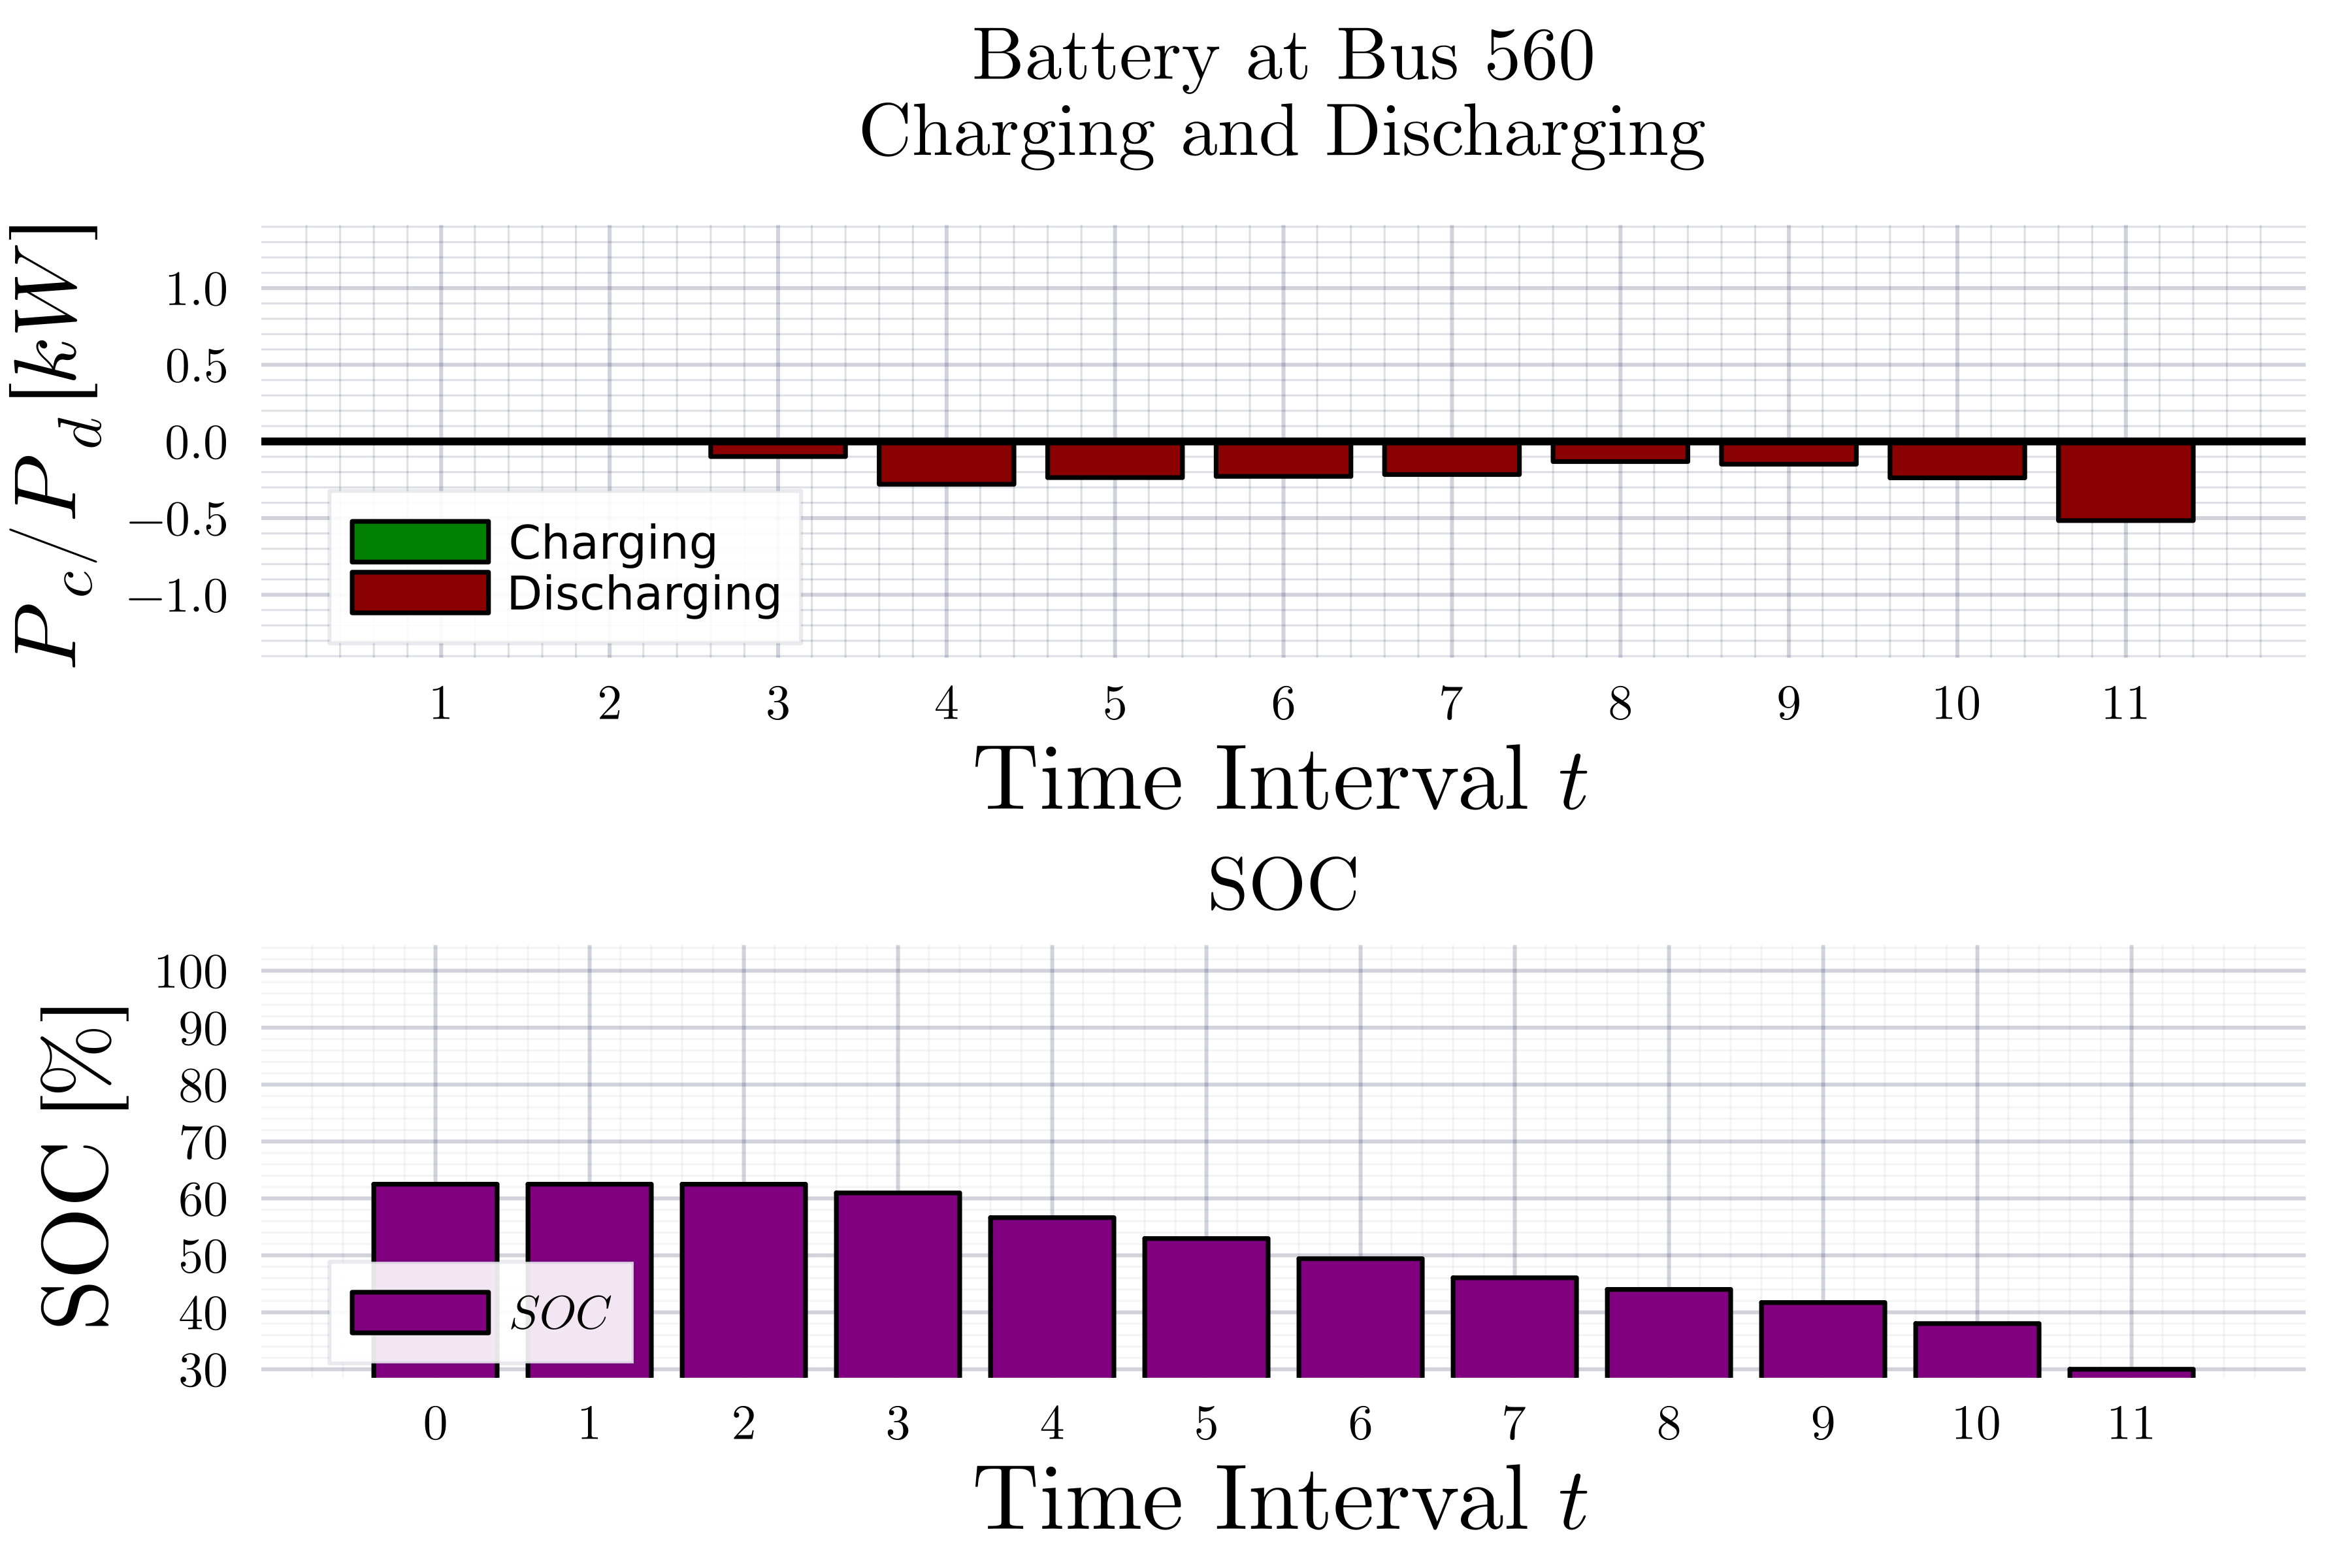 Battery at Bus 560
Charging and Discharging
P_c/P_d [kW]
1.0
0.5
0.0
−0.5
−1.0
Charging
Discharging
1 2 3 4 5 6 7 8 9 10 11
Time Interval t
SOC
SOC [%]
100
90
80
70
60
50
40
30
SOC
0 1 2 3 4 5 6 7 8 9 10 11
Time Interval t